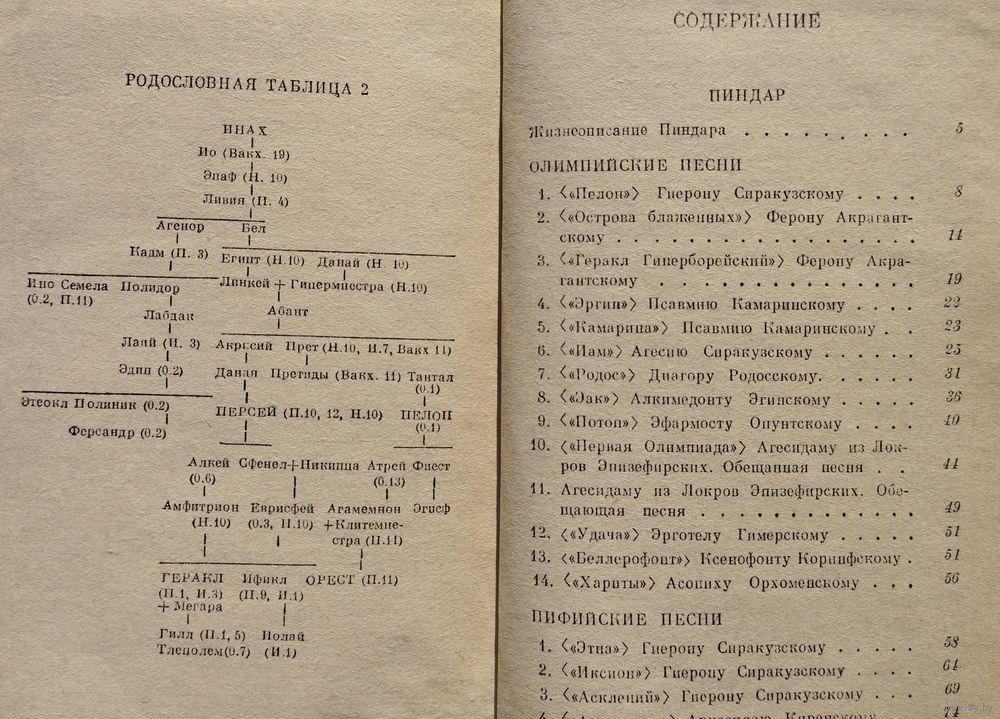 РОДОСЛОВНАЯ ТАБЛИЦА 2
ИНАХ
Ио (Вакх. 19)
Эпаф (Н. 10)
Ливия (П. 4)
Агенор Бел
Кадм (П. 3) Египт (Н.10) Данай (Н. 10)
Ино Семела Полидор Линкей + Гипермнестра (Н.10)
(О.2, П.11)
Лабдак Абант
Лаий (И. 3) Акрисий Прет (Н.10, И.7, Вакх 11)
Эдип (О.2) Даная Претиды (Вакх. 11) Тантал
(О.1)
Этеокл Полиник (О.2) ПЕРСЕЙ (П.10, 12, Н.10) ПЕЛОП
(О.1)
Ферсандр (О.2)
Алкей Сфенел+Никиппа Атрей Фиест
(О.6) (О.13)
Амфитрион Еврисфей Агамемнон Эгисф
(Н.10) (О.3, П.10) +Клитемне-
стра (П.11)
ГЕРАКЛ Ификл ОРЕСТ (П.11)
(П.1, И.3) (П.9, И.1)
+ Мегара
Гилл (П.1, 5) Иолай
Тлеполем(О.7) (И.1)
СОДЕРЖАНИЕ
ПИНДАР
Жизнеописание Пиндара . . . . . . . . . 5
ОЛИМПИЙСКИЕ ПЕСНИ
1. ⟨«Пелоп»⟩ Гиерону Сиракузскому . . . . 8
2. ⟨«Острова блаженных»⟩ Ферону Акрагант-
скому . . . . . . . . . . . . . . . . 14
3. ⟨«Геракл Гиперборейский»⟩ Ферону Акра-
гантскому . . . . . . . . . . . . . . 19
4. ⟨«Эргин»⟩ Псавмию Камаринскому . . . . 22
5. ⟨«Камарина»⟩ Псавмию Камаринскому . . 23
6. ⟨«Иам»⟩ Агесию Сиракузскому . . . . . . 25
7. ⟨«Родос»⟩ Диагору Родосскому. . . . . . 31
8. ⟨«Эак»⟩ Алкимедонту Эгинскому . . . . . 36
9. ⟨«Потоп»⟩ Эфармосту Опунтскому . . . . 40
10. ⟨«Первая Олимпиада»⟩ Агесидаму из Лок-
ров Эпизефирских. Обещанная песня . . 44
11. Агесидаму из Локров Эпизефирских. Обе-
щающая песня . . . . . . . . . . . . . 49
12. ⟨«Удача»⟩ Эрготелу Гимерскому . . . . . 51
13. ⟨«Беллерофонт»⟩ Ксенофонту Коринфскому . 51
14. ⟨«Хариты»⟩ Асопиху Орхоменскому . . . 56
ПИФИЙСКИЕ ПЕСНИ
1. ⟨«Этна»⟩ Гиерону Сиракузскому . . . . . 58
2. ⟨«Иксион»⟩ Гиерону Сиракузскому . . . . 64
3. ⟨«Асклепий»⟩ Гиерону Сиракузскому . . . 69